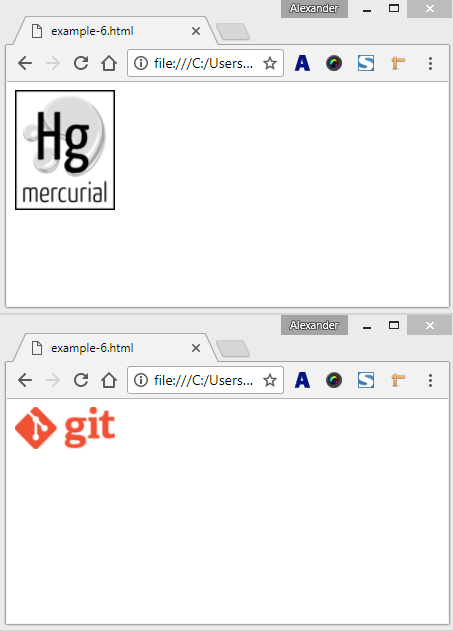 Alexander
example-6.html
file:///C:/Users...
A
S
Hg
mercurial
Alexander
example-6.html
file:///C:/Users...
A
S
git